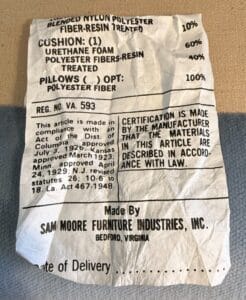 BLENDED NYLON POLYESTER 10%
FIBER-RESIN TREATED
CUSHION: (1)
URETHANE FOAM 60%
POLYESTER FIBERS-RESIN 40%
TREATED
PILLOWS ( ) OPT:
POLYESTER FIBER 100%
REG. NO. VA. 593
This article is made in
compliance with an
Act of the Dist. of
Columbia approved
July 3, 1926; Kansas
approved March 1923;
Minn. approved April
24, 1929; N.J. revised
statutes 26; 10-6 to
18. La. Act 467-1948.
CERTIFICATION IS MADE
BY THE MANUFACTURER
THAT THE MATERIALS
IN THIS ARTICLE ARE
DESCRIBED IN ACCORD-
ANCE WITH LAW.
Made By
SAM MOORE FURNITURE INDUSTRIES, INC.
BEDFORD, VIRGINIA
ate of Delivery